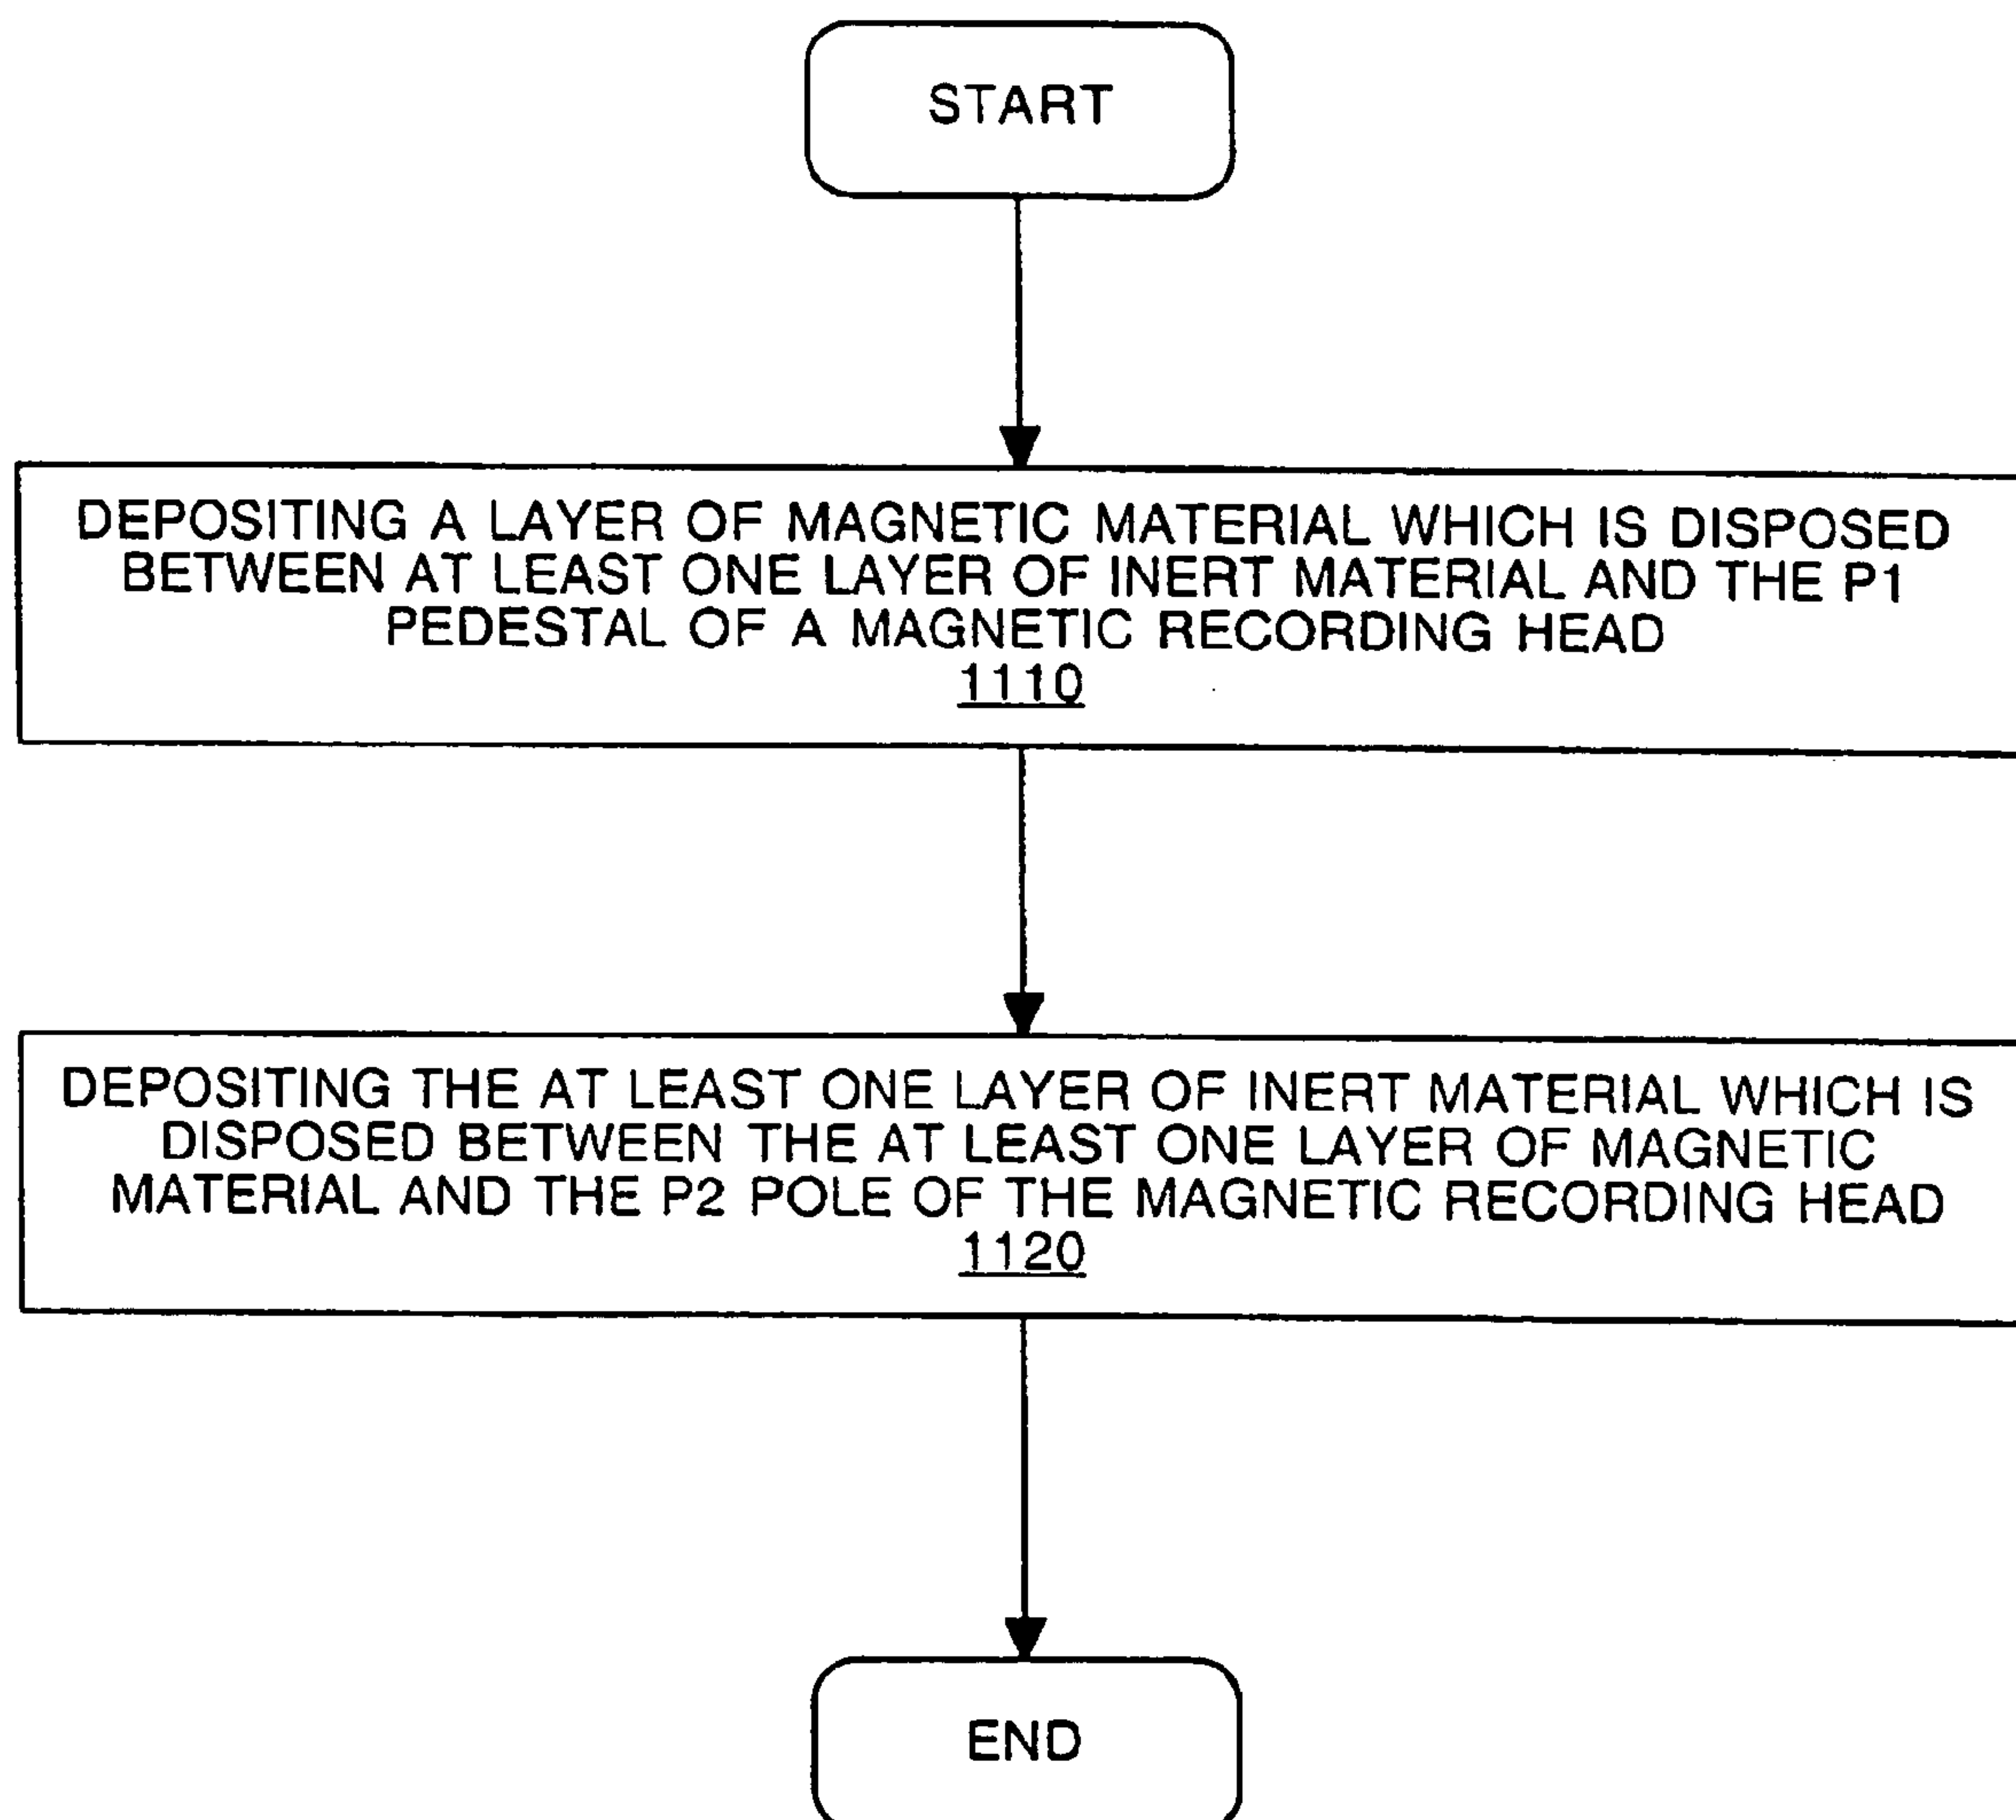 START
DEPOSITING A LAYER OF MAGNETIC MATERIAL WHICH IS DISPOSED
BETWEEN AT LEAST ONE LAYER OF INERT MATERIAL AND THE P1
PEDESTAL OF A MAGNETIC RECORDING HEAD
1110
DEPOSITING THE AT LEAST ONE LAYER OF INERT MATERIAL WHICH IS
DISPOSED BETWEEN THE AT LEAST ONE LAYER OF MAGNETIC
MATERIAL AND THE P2 POLE OF THE MAGNETIC RECORDING HEAD
1120
END